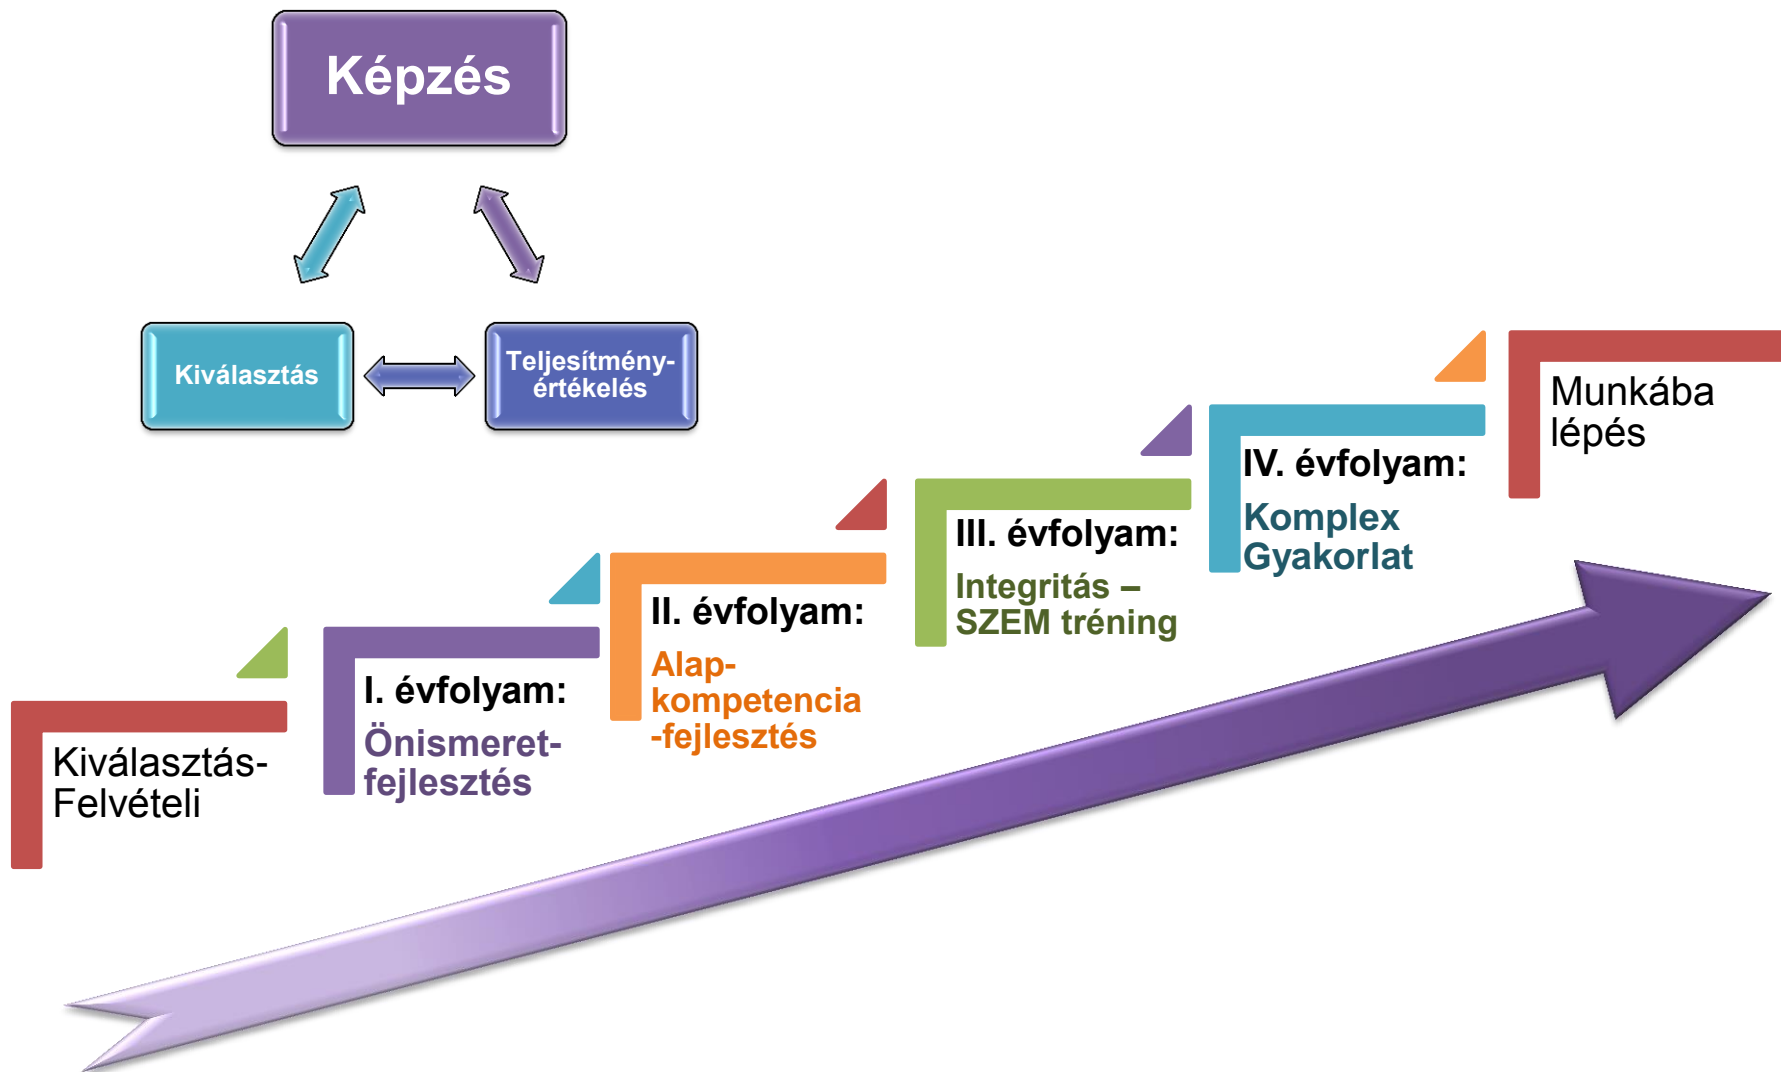 Képzés
Kiválasztás
Teljesítmény-
értékelés
Kiválasztás-
Felvételi
I. évfolyam:
Önismeret-
fejlesztés
II. évfolyam:
Alap-
kompetencia
-fejlesztés
III. évfolyam:
Integritás –
SZEM tréning
IV. évfolyam:
Komplex
Gyakorlat
Munkába
lépés